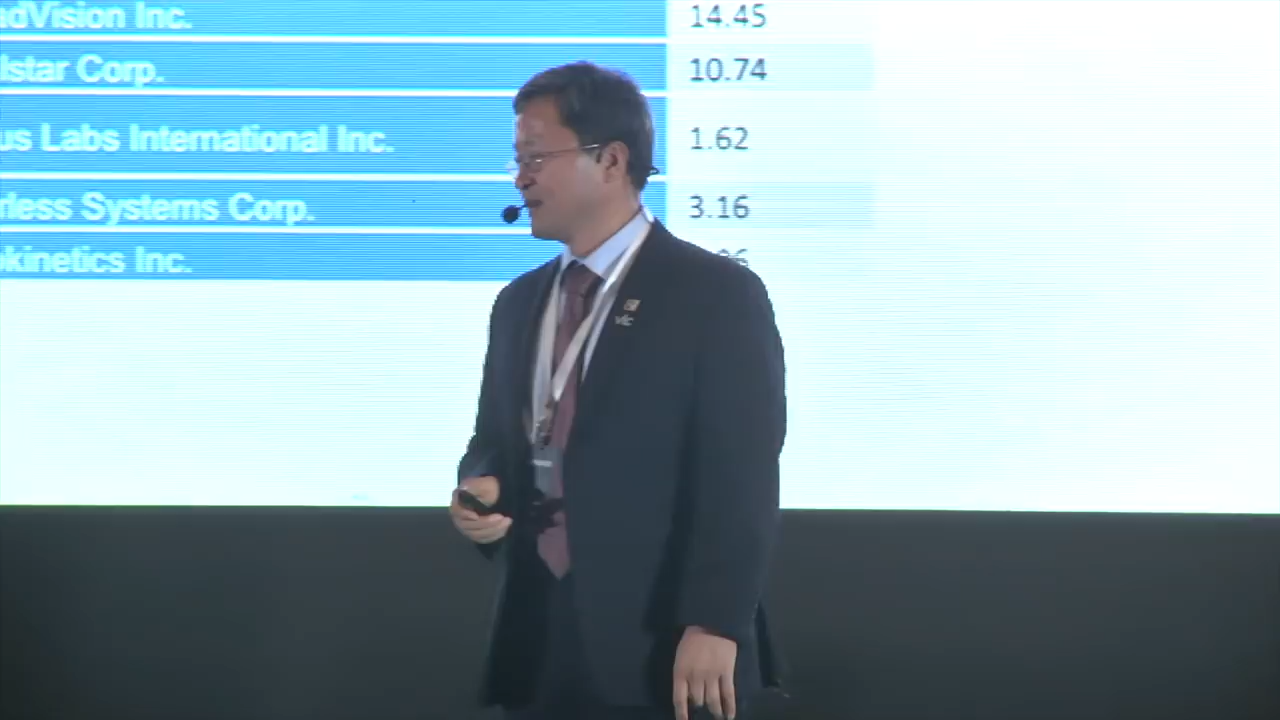 adVision Inc. 14.45
lstar Corp. 10.74
us Labs International Inc. 1.62
rless Systems Corp. 3.16
okinetics Inc. 96